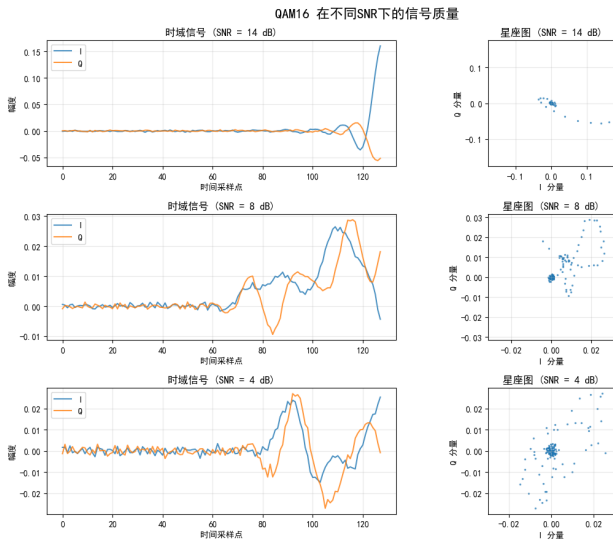 QAM16 在不同SNR下的信号质量
时域信号 (SNR = 14 dB)
幅度
0.15
0.10
0.05
0.00
−0.05
I
Q
0 20 40 60 80 100 120
时间采样点
星座图 (SNR = 14 dB)
Q 分量
0.1
0.0
−0.1
−0.1 0.0 0.1
I 分量
时域信号 (SNR = 8 dB)
幅度
0.03
0.02
0.01
0.00
−0.01
I
Q
0 20 40 60 80 100 120
时间采样点
星座图 (SNR = 8 dB)
Q 分量
0.03
0.02
0.01
0.00
−0.01
−0.02
−0.03
−0.02 0.00 0.02
I 分量
时域信号 (SNR = 4 dB)
幅度
0.02
0.01
0.00
−0.01
−0.02
I
Q
0 20 40 60 80 100 120
时间采样点
星座图 (SNR = 4 dB)
Q 分量
0.02
0.01
0.00
−0.01
−0.02
−0.02 0.00 0.02
I 分量